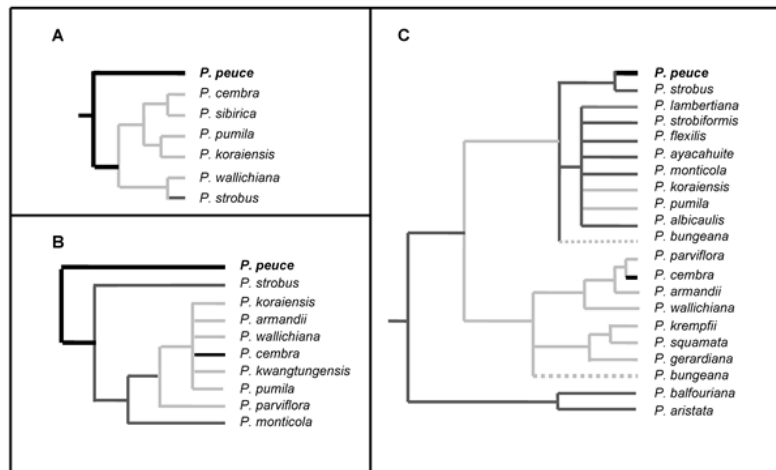 A
P. peuce
P. cembra
P. sibirica
P. pumila
P. koraiensis
P. wallichiana
P. strobus
B
P. peuce
P. strobus
P. koraiensis
P. armandii
P. wallichiana
P. cembra
P. kwangtungensis
P. pumila
P. parviflora
P. monticola
C
P. peuce
P. strobus
P. lambertiana
P. strobiformis
P. flexilis
P. ayacahuite
P. monticola
P. koraiensis
P. pumila
P. albicaulis
P. bungeana
P. parviflora
P. cembra
P. armandii
P. wallichiana
P. krempfii
P. squamata
P. gerardiana
P. bungeana
P. balfouriana
P. aristata